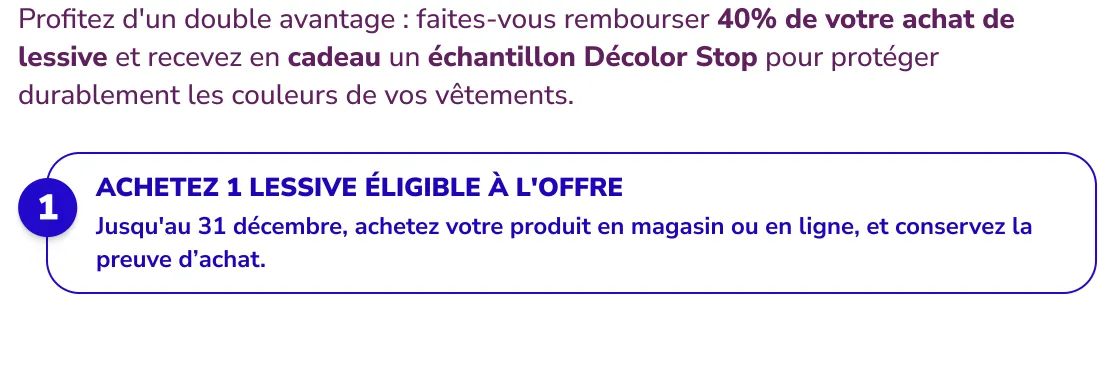 Profitez d'un double avantage : faites-vous rembourser 40% de votre achat de
lessive et recevez en cadeau un échantillon Décolor Stop pour protéger
durablement les couleurs de vos vêtements.
1
ACHETEZ 1 LESSIVE ÉLIGIBLE À L'OFFRE
Jusqu'au 31 décembre, achetez votre produit en magasin ou en ligne, et conservez la
preuve d’achat.